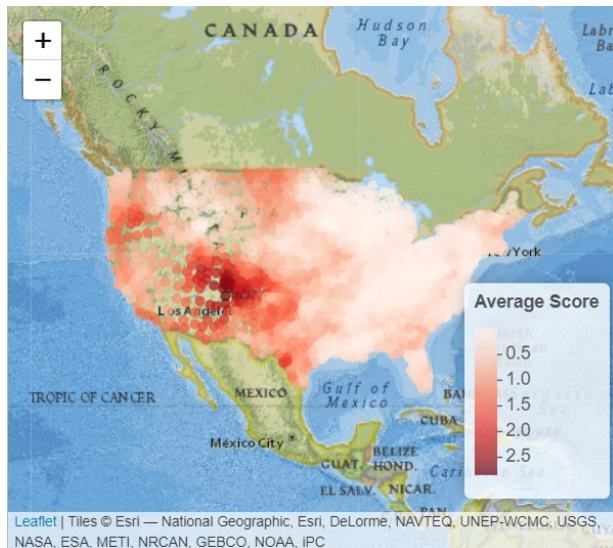 +
−
CANADA
Hudson
Bay
ROCKY M
New York
Los Angeles
Average Score
0.5
1.0
1.5
2.0
2.5
TROPIC OF CANCER
MEXICO
Gulf of
Mexico
CUBA
México City
BELIZE
GUAT.
HOND.
EL SALV.
NICAR.
PAN.
Leaflet | Tiles © Esri — National Geographic, Esri, DeLorme, NAVTEQ, UNEP-WCMC, USGS,
NASA, ESA, METI, NRCAN, GEBCO, NOAA, iPC